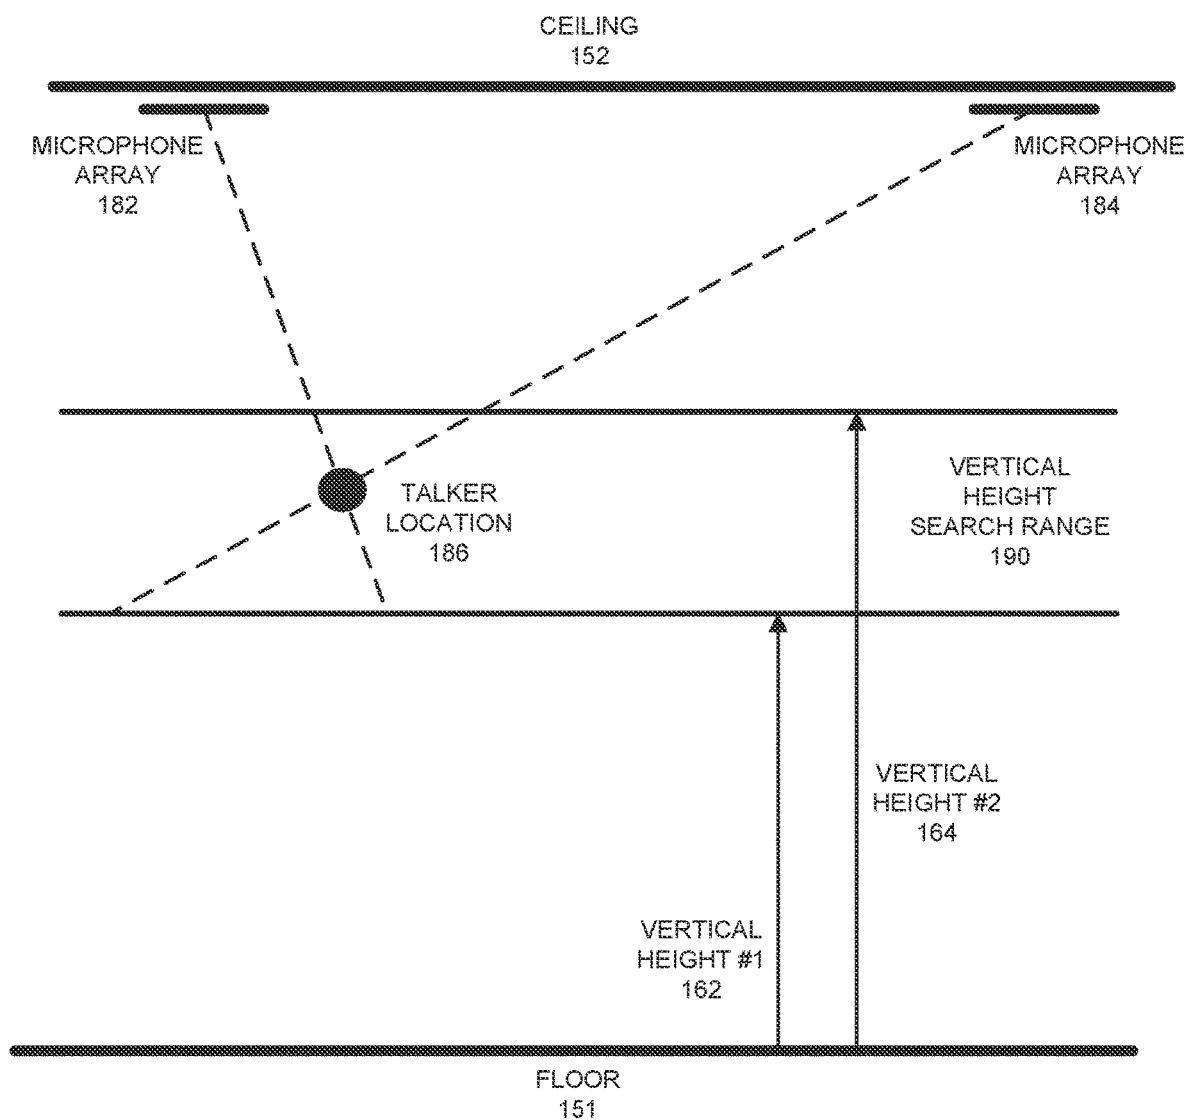 CEILING
152
MICROPHONE
ARRAY
182
MICROPHONE
ARRAY
184
TALKER
LOCATION
186
VERTICAL
HEIGHT
SEARCH RANGE
190
VERTICAL
HEIGHT #2
164
VERTICAL
HEIGHT #1
162
FLOOR
151